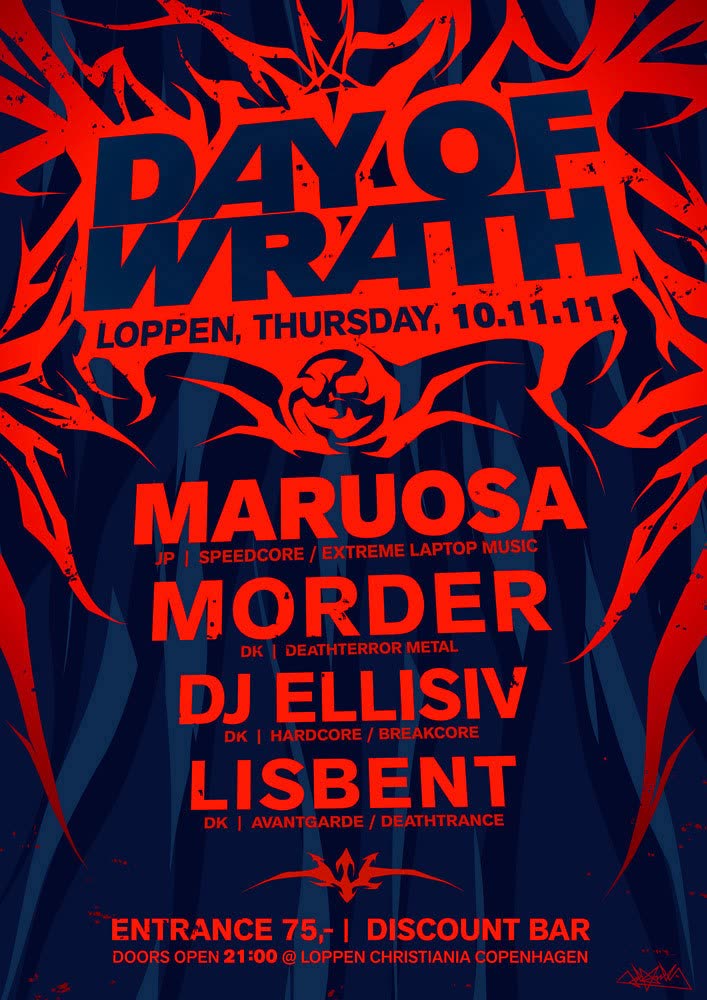 DAY OF
WRATH
LOPPEN, THURSDAY, 10.11.11
MARUOSA
JP | SPEEDCORE / EXTREME LAPTOP MUSIC
MORDER
DK | DEATHTERROR METAL
DJ ELLISIV
DK | HARDCORE / BREAKCORE
LISBENT
DK | AVANTGARDE / DEATHTRANCE
ENTRANCE 75,- | DISCOUNT BAR
DOORS OPEN 21:00 @ LOPPEN CHRISTIANIA COPENHAGEN